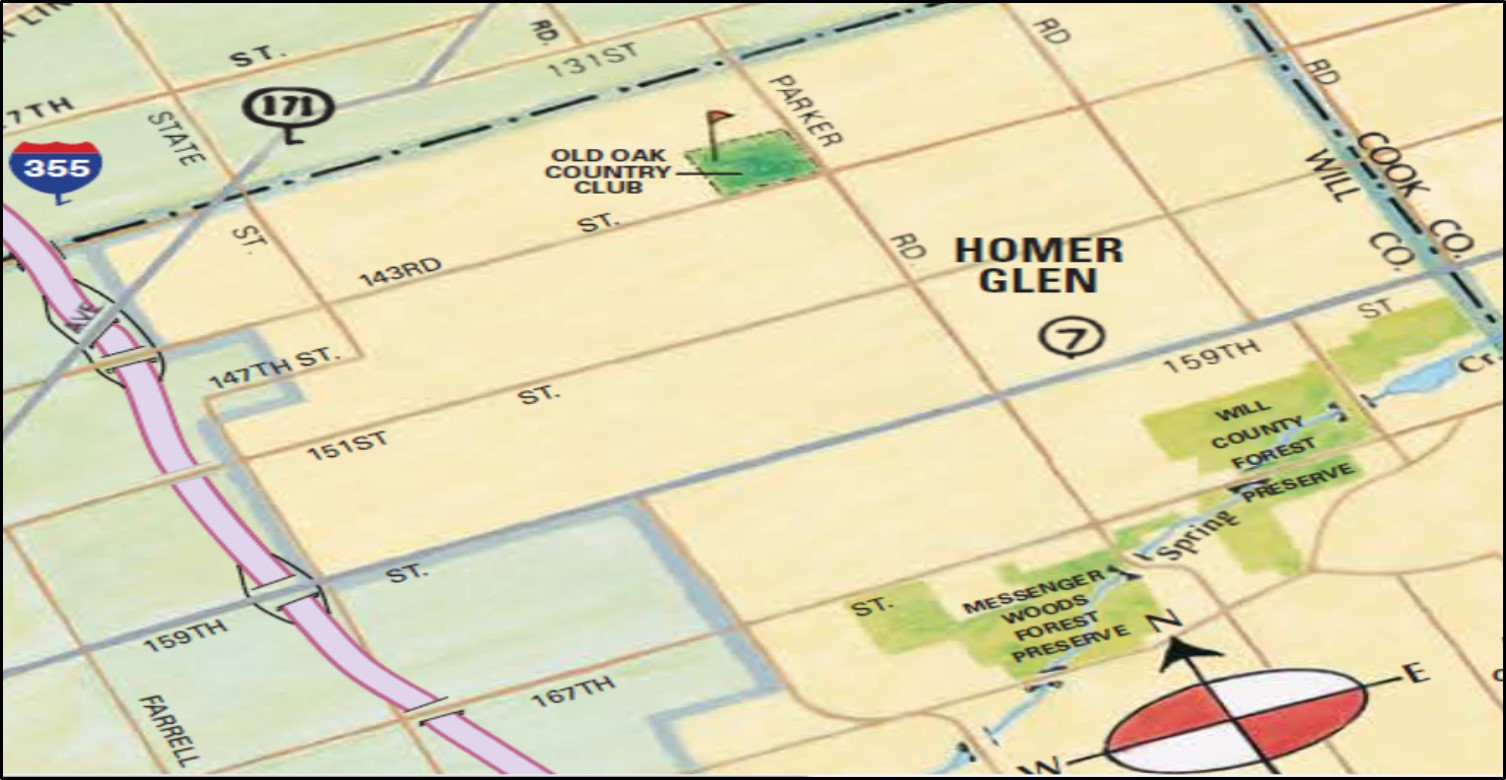 ST.
RD.
131ST
RD
7TH
171
STATE
PARKER
RD
355
OLD OAK
COUNTRY
CLUB
COOK CO.
WILL CO.
ST.
ST.
143RD
RD.
HOMER
GLEN
7
AVE
147TH ST.
159TH ST.
151ST ST.
Cr.
WILL
COUNTY
FOREST
PRESERVE
Spring
159TH ST.
MESSENGER
WOODS
FOREST
PRESERVE
167TH ST.
FARRELL
N
E
W